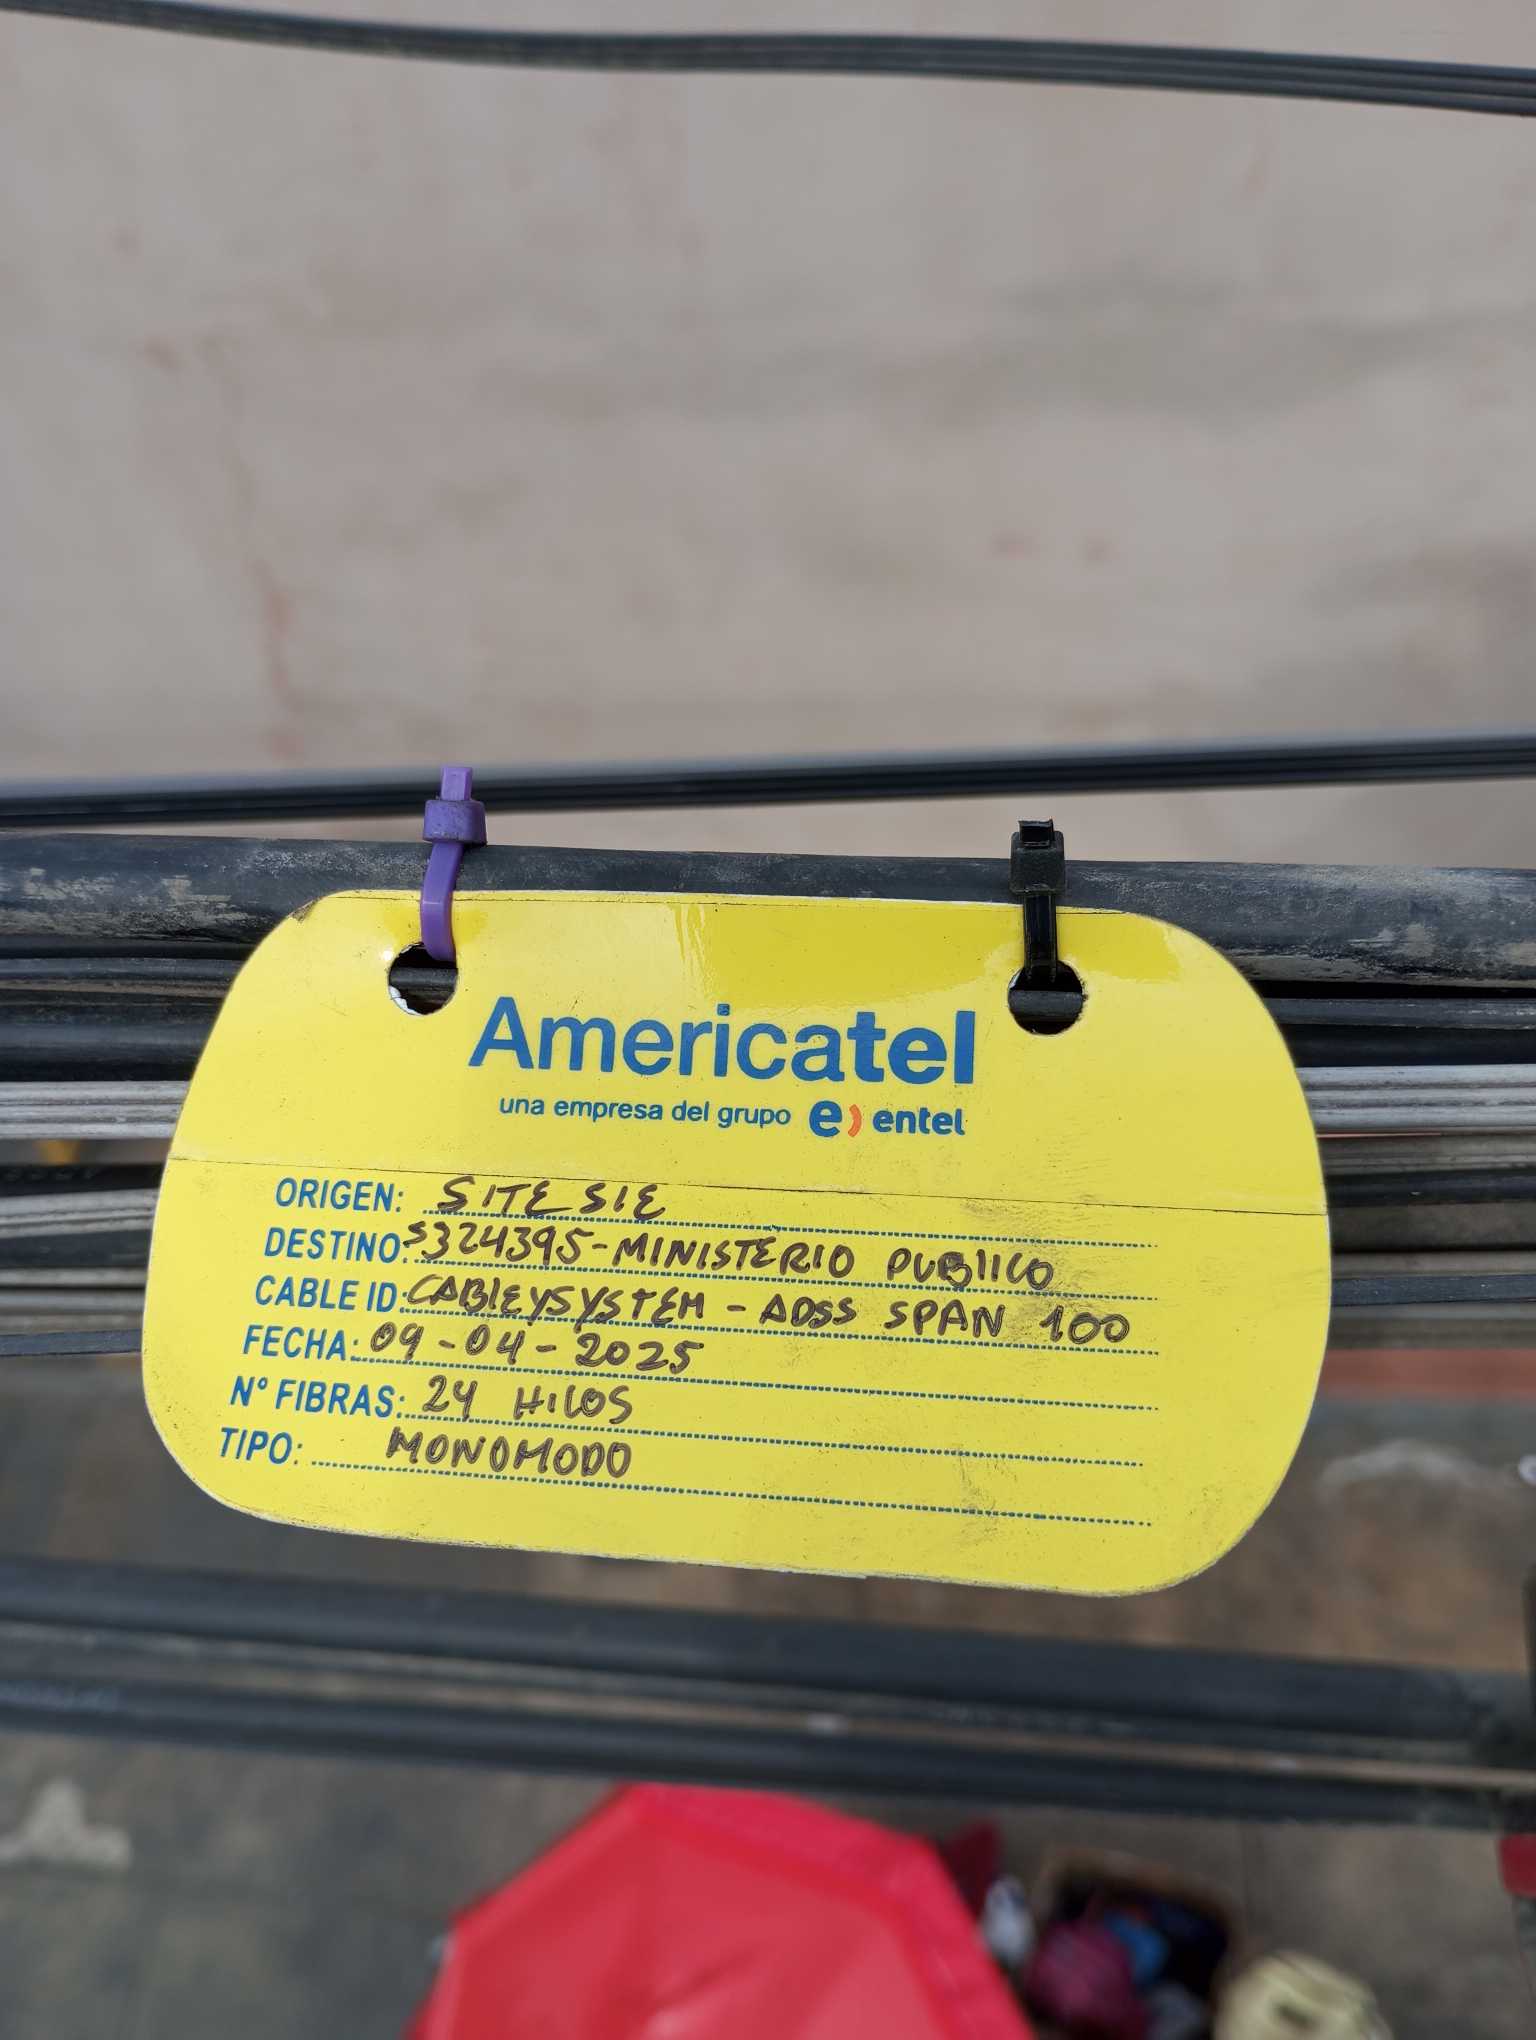 Americatel
una empresa del grupo e) entel
ORIGEN: SITE SIE
DESTINO: S324395-MINISTERIO PUBLICO
CABLE ID: CABLEYSYSTEM - ADSS SPAN 100
FECHA: 09-04-2025
N° FIBRAS: 24 HILOS
TIPO: MONOMODO